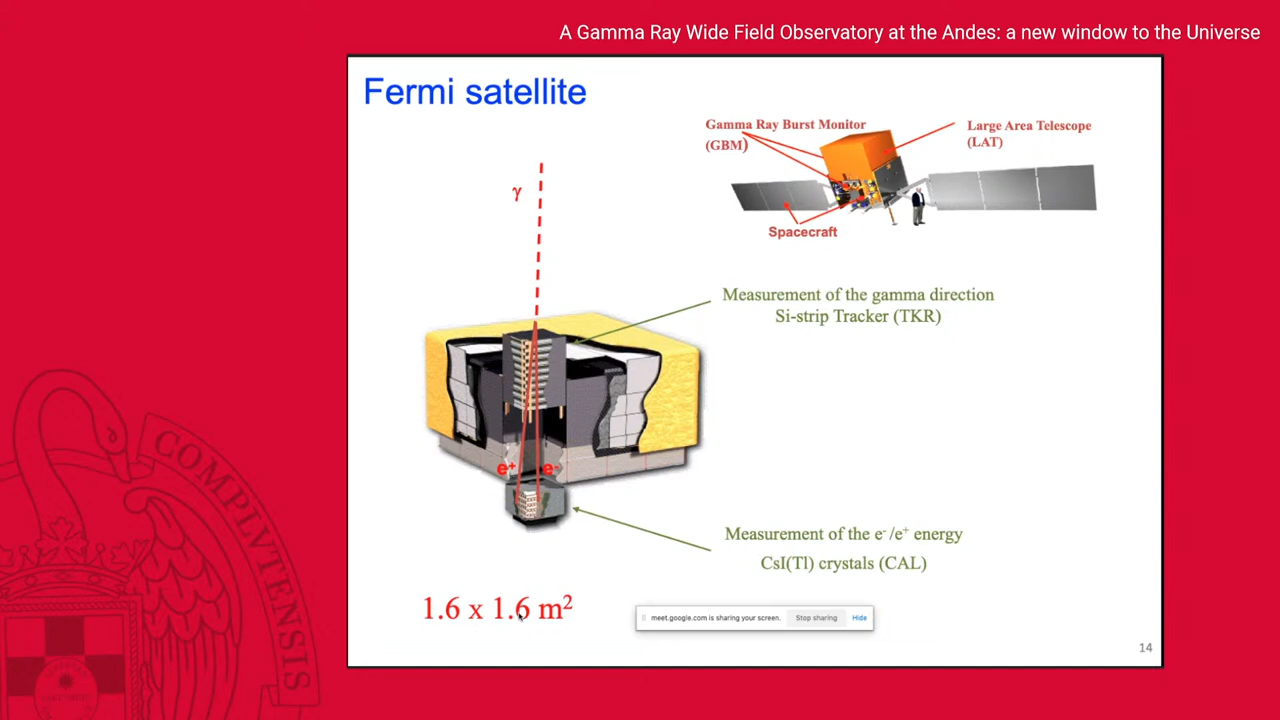 A Gamma Ray Wide Field Observatory at the Andes: a new window to the Universe
Fermi satellite
Gamma Ray Burst Monitor
(GBM)
Large Area Telescope
(LAT)
γ
Spacecraft
Measurement of the gamma direction
Si-strip Tracker (TKR)
e⁺
e-
Measurement of the e⁻/e⁺ energy
CsI(Tl) crystals (CAL)
1.6 x 1.6 m²
meet.google.com is sharing your screen.
Stop sharing
Hide
14
COMPLVTENSIS